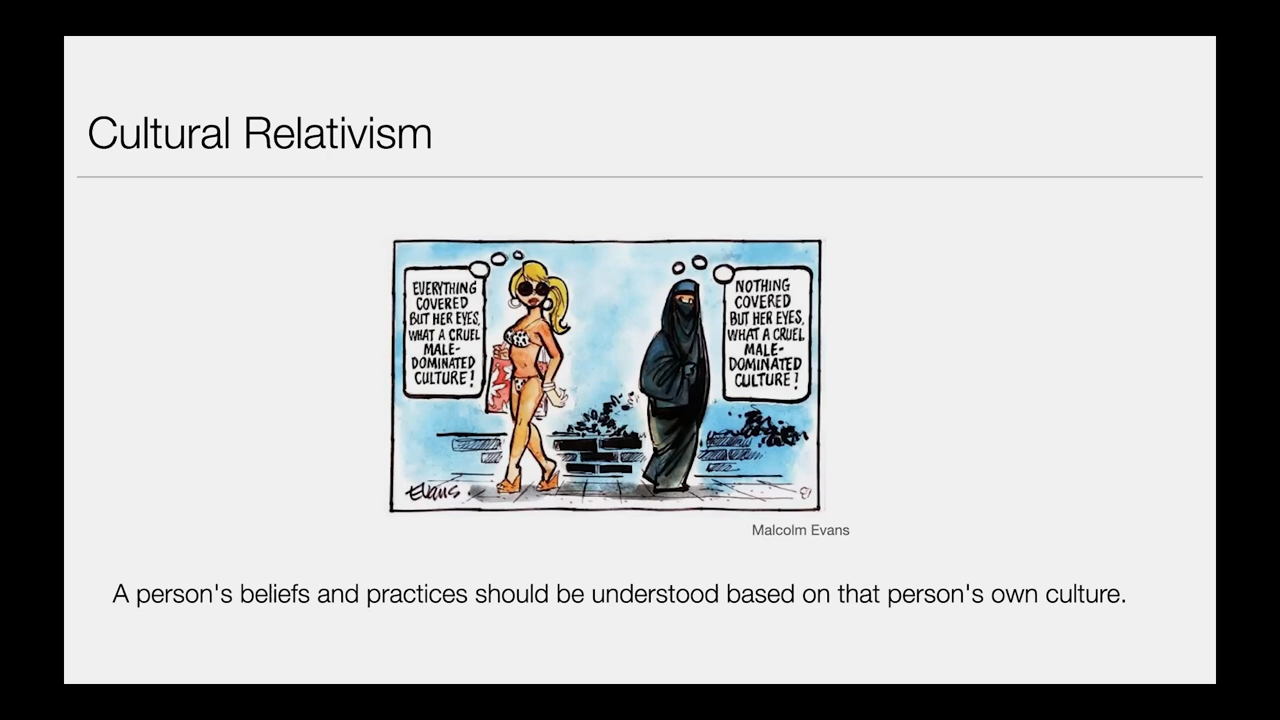 Cultural Relativism
EVERYTHING
COVERED
BUT HER EYES,
WHAT A CRUEL
MALE-
DOMINATED
CULTURE!
NOTHING
COVERED
BUT HER EYES,
WHAT A CRUEL
MALE-
DOMINATED
CULTURE!
Evans
Malcolm Evans
A person's beliefs and practices should be understood based on that person's own culture.